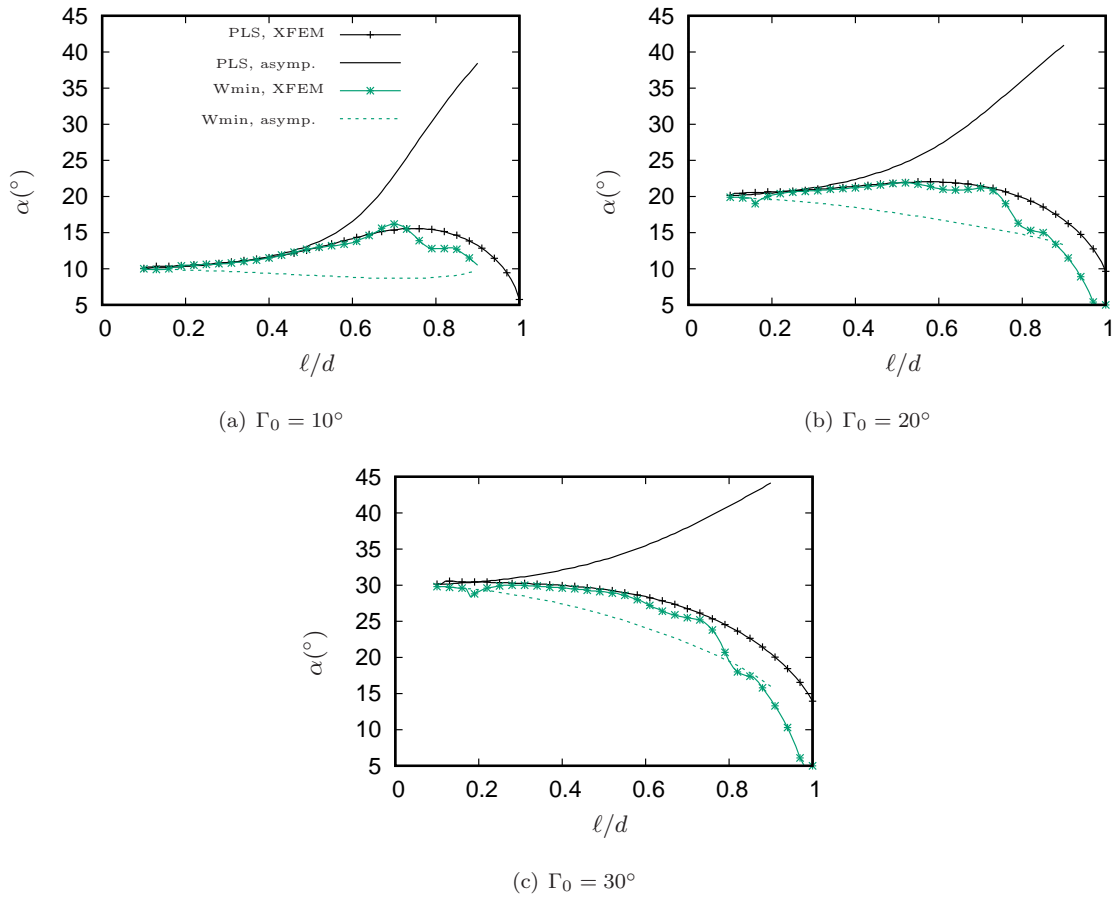 45
40
35
30
25
20
15
10
5
α(°)
PLS, XFEM
PLS, asymp.
Wmin, XFEM
Wmin, asymp.
0 0.2 0.4 0.6 0.8 1
ℓ/d
(a) Γ₀ = 10°
45
40
35
30
25
20
15
10
5
α(°)
0 0.2 0.4 0.6 0.8 1
ℓ/d
(b) Γ₀ = 20°
45
40
35
30
25
20
15
10
5
α(°)
0 0.2 0.4 0.6 0.8 1
ℓ/d
(c) Γ₀ = 30°